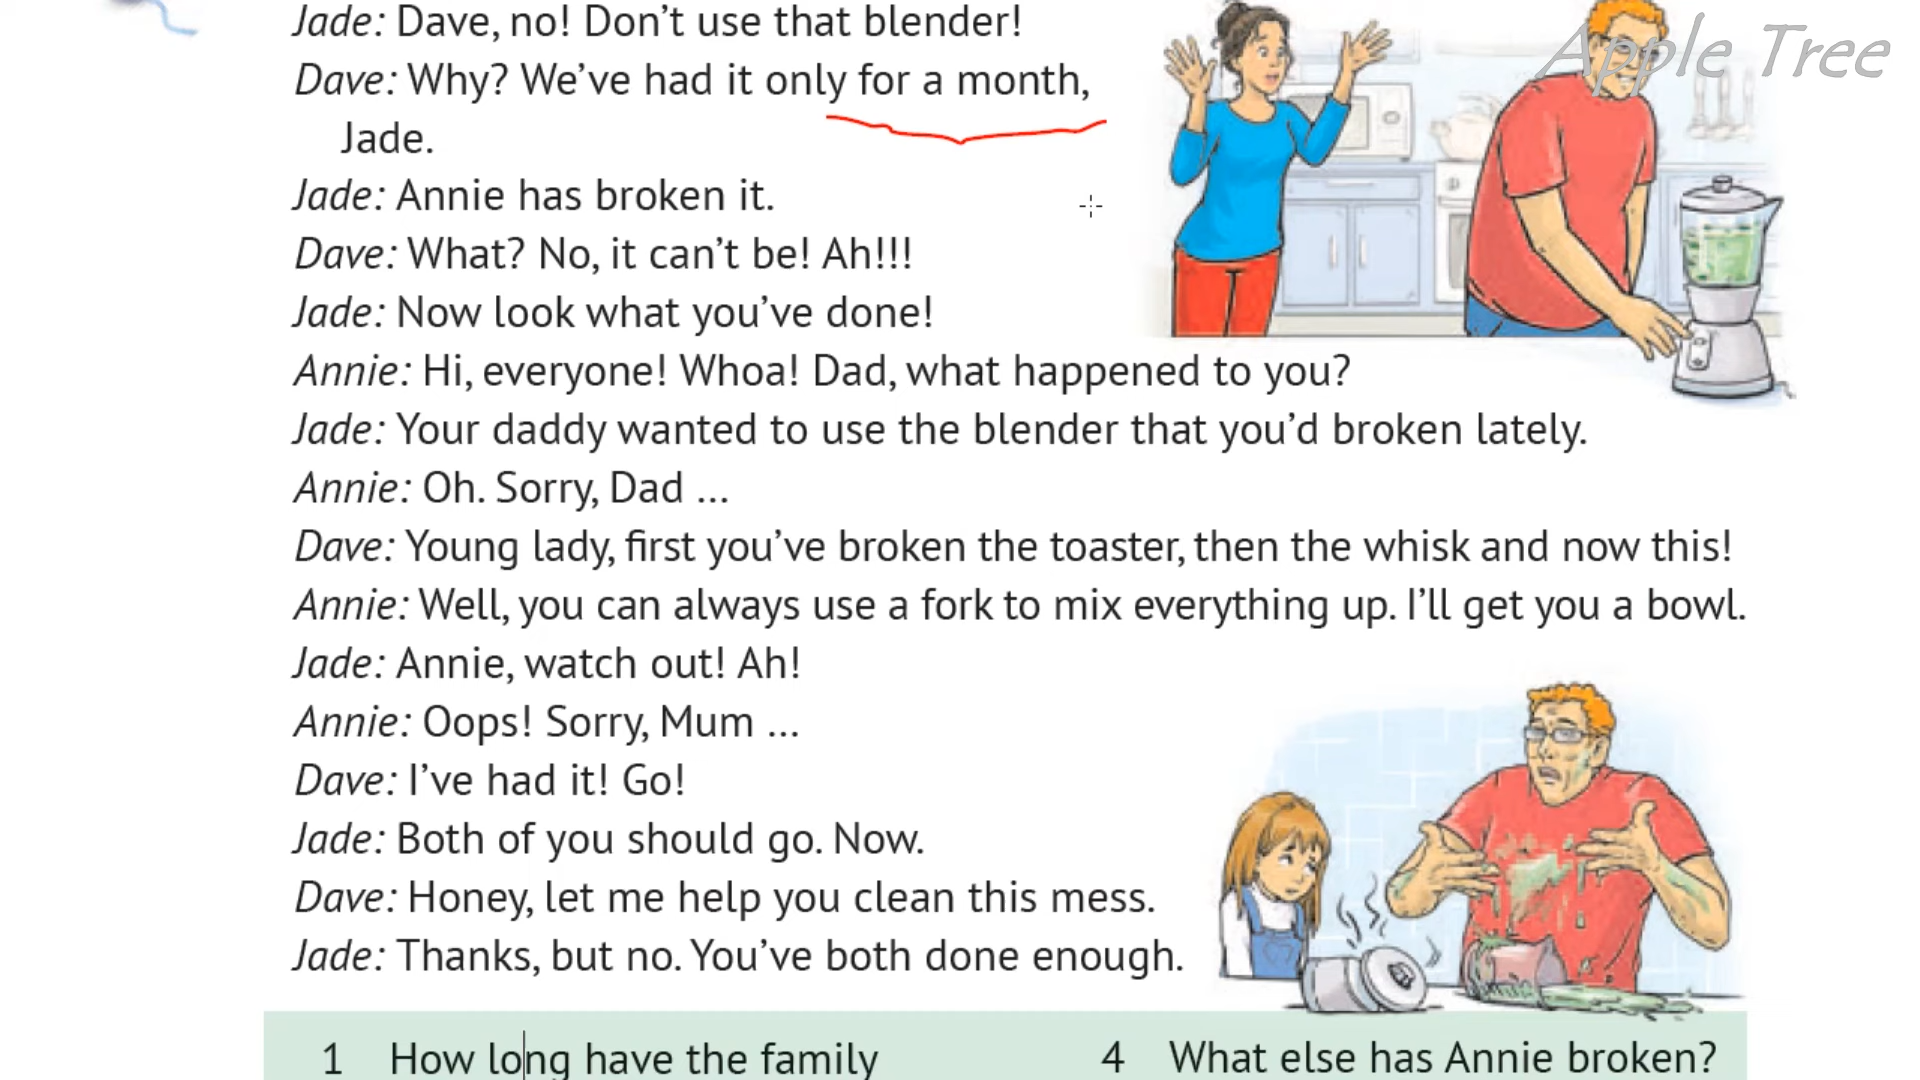 Jade: Dave, no! Don't use that blender!
Apple Tree
Dave: Why? We've had it only for a month,
Jade.
Jade: Annie has broken it.
Dave: What? No, it can't be! Ah!!!
Jade: Now look what you've done!
Annie: Hi, everyone! Whoa! Dad, what happened to you?
Jade: Your daddy wanted to use the blender that you'd broken lately.
Annie: Oh. Sorry, Dad ...
Dave: Young lady, first you've broken the toaster, then the whisk and now this!
Annie: Well, you can always use a fork to mix everything up. I'll get you a bowl.
Jade: Annie, watch out! Ah!
Annie: Oops! Sorry, Mum ...
Dave: I've had it! Go!
Jade: Both of you should go. Now.
Dave: Honey, let me help you clean this mess.
Jade: Thanks, but no. You've both done enough.
1 How long have the family
4 What else has Annie broken?